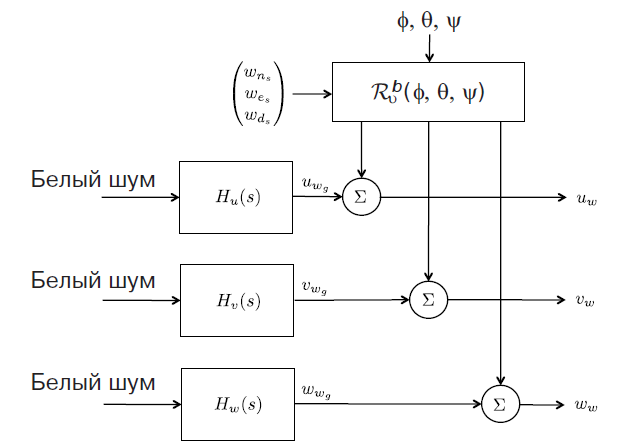 ϕ, θ, ψ
w_{n_s}
w_{e_s}
w_{d_s}
ℛ_υ^b(ϕ, θ, ψ)
Белый шум
H_u(s)
u_{w_g}
Σ
u_w
Белый шум
H_v(s)
v_{w_g}
Σ
v_w
Белый шум
H_w(s)
w_{w_g}
Σ
w_w